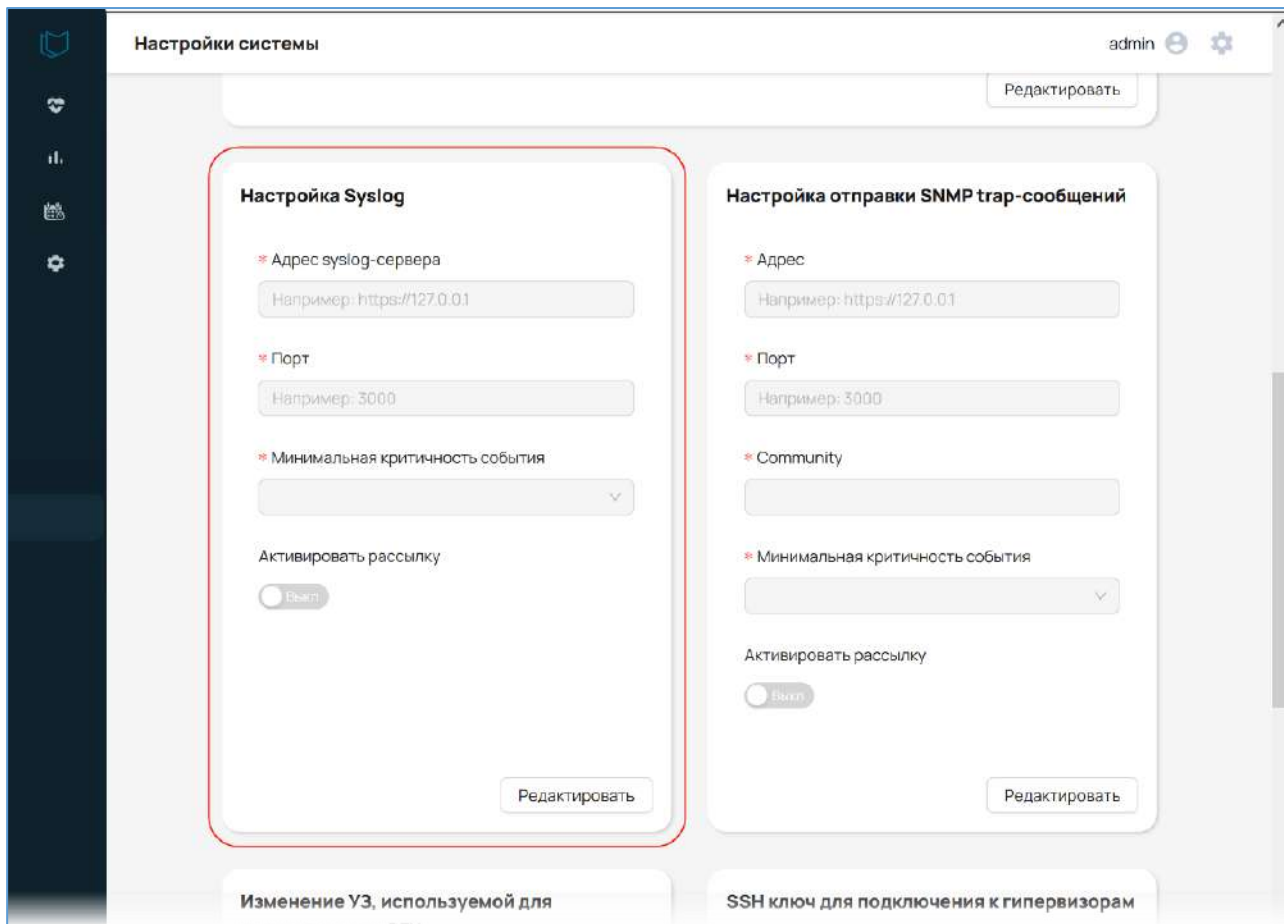 Настройки системы
admin
Редактировать
Настройка Syslog
* Адрес syslog-сервера
Например: https://127.0.0.1
* Порт
Например: 3000
* Минимальная критичность события
Активировать рассылку
Выкл
Редактировать
Настройка отправки SNMP trap-сообщений
* Адрес
Например: https://127.0.0.1
* Порт
Например: 3000
* Community
* Минимальная критичность события
Активировать рассылку
Выкл
Редактировать
Изменение УЗ, используемой для
SSH ключ для подключения к гипервизорам